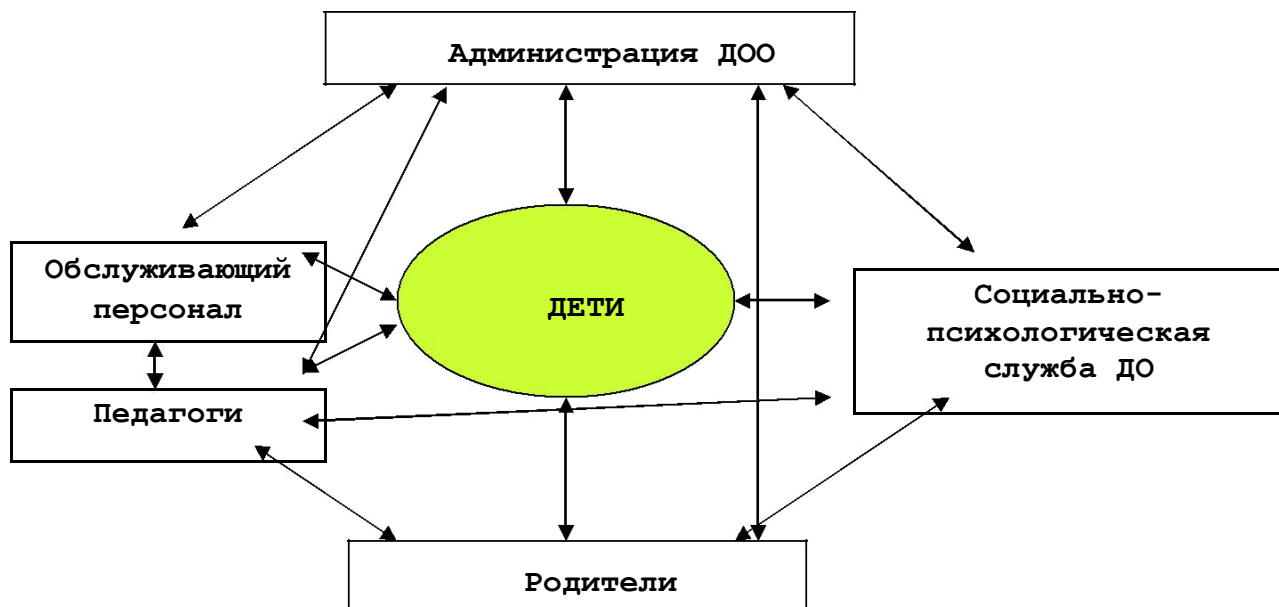 Администрация ДОО
Обслуживающий
персонал
ДЕТИ
Социально-
психологическая
служба ДО
Педагоги
Родители